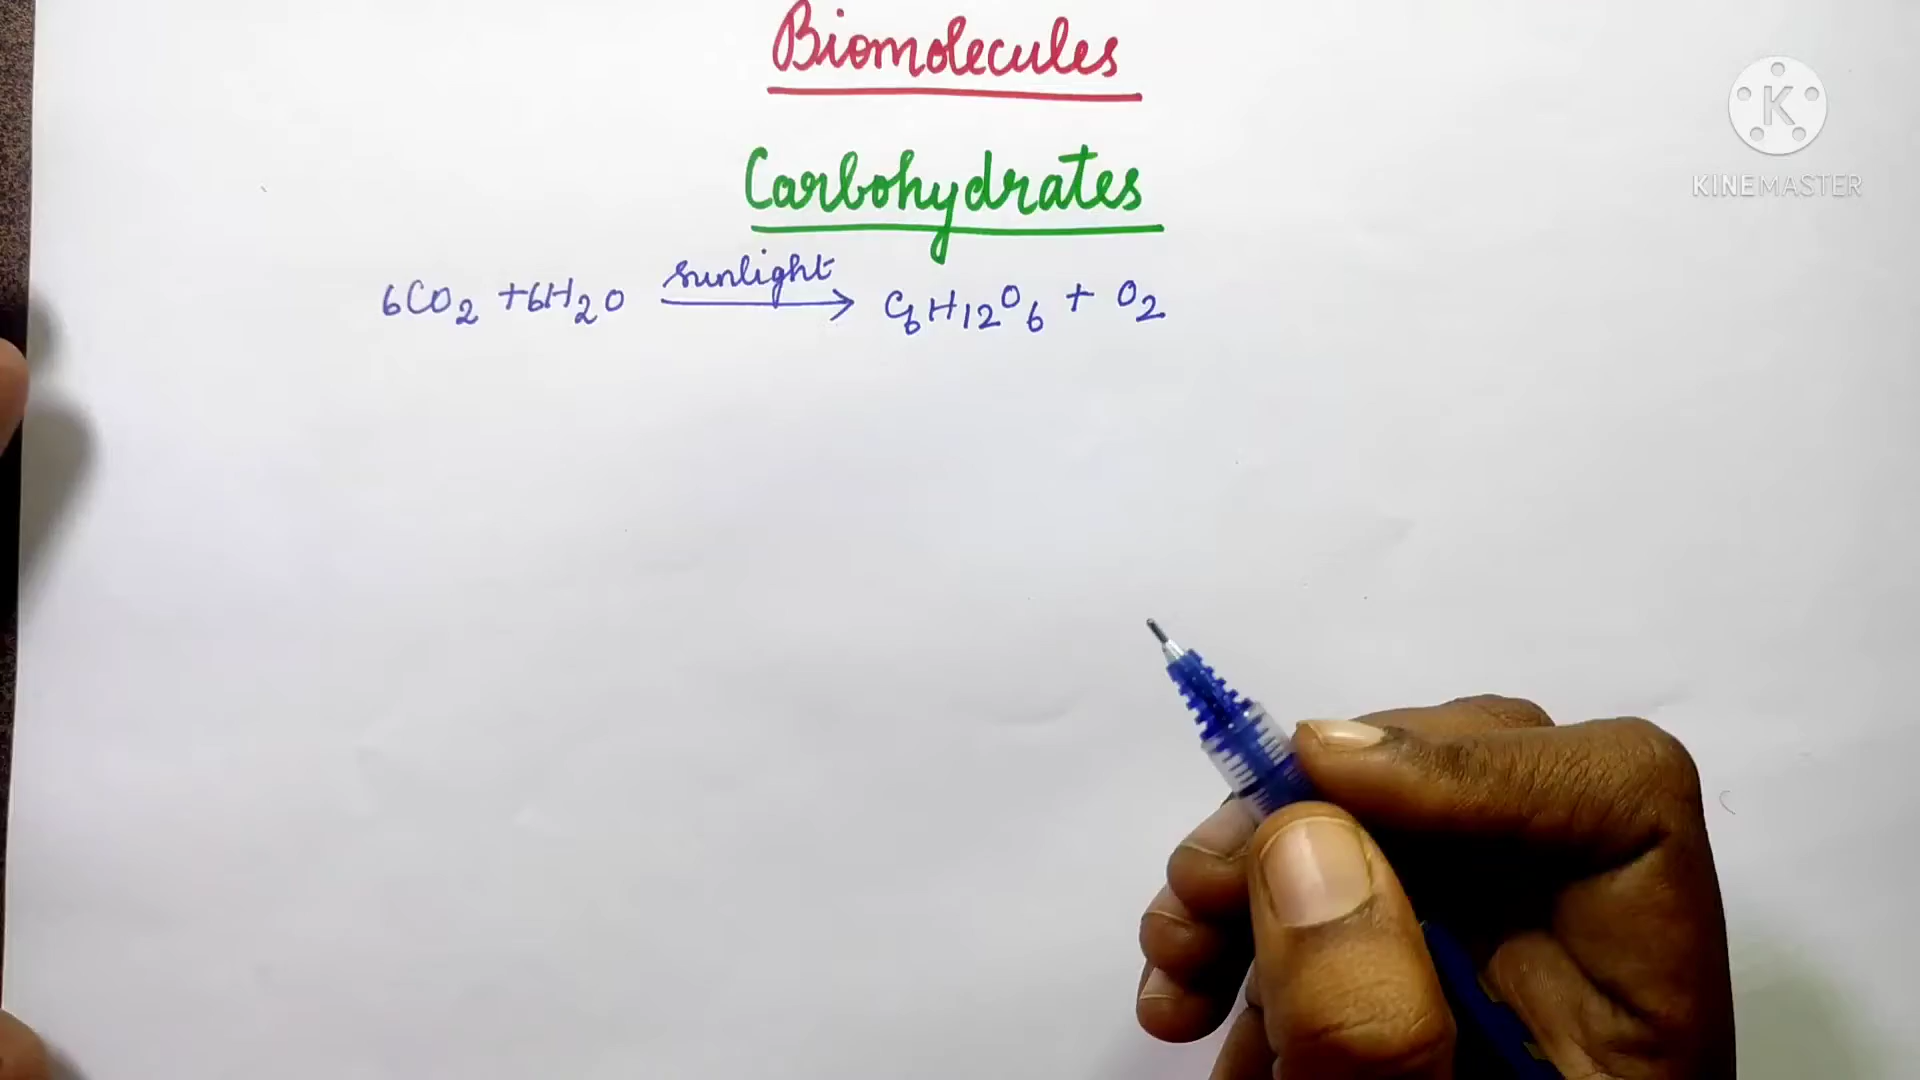 Biomolecules
Carbohydrates
6CO2 + 6H2O sunlight → C6H12O6 + O2
K
KINEMASTER